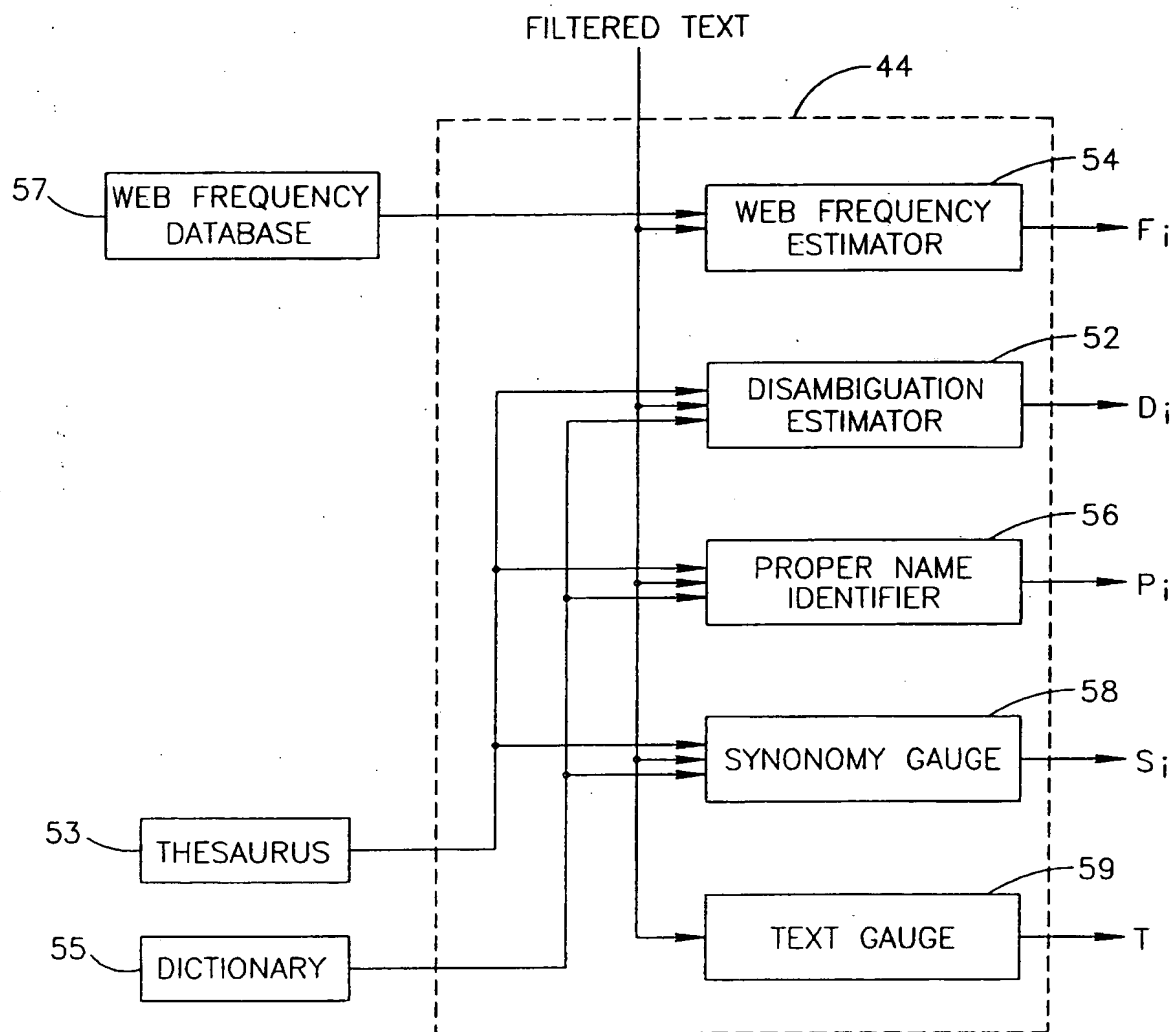 FILTERED TEXT
44
57
WEB FREQUENCY
DATABASE
54
WEB FREQUENCY
ESTIMATOR
Fi
52
DISAMBIGUATION
ESTIMATOR
Di
56
PROPER NAME
IDENTIFIER
Pi
58
SYNONOMY GAUGE
Si
53
THESAURUS
59
TEXT GAUGE
T
55
DICTIONARY